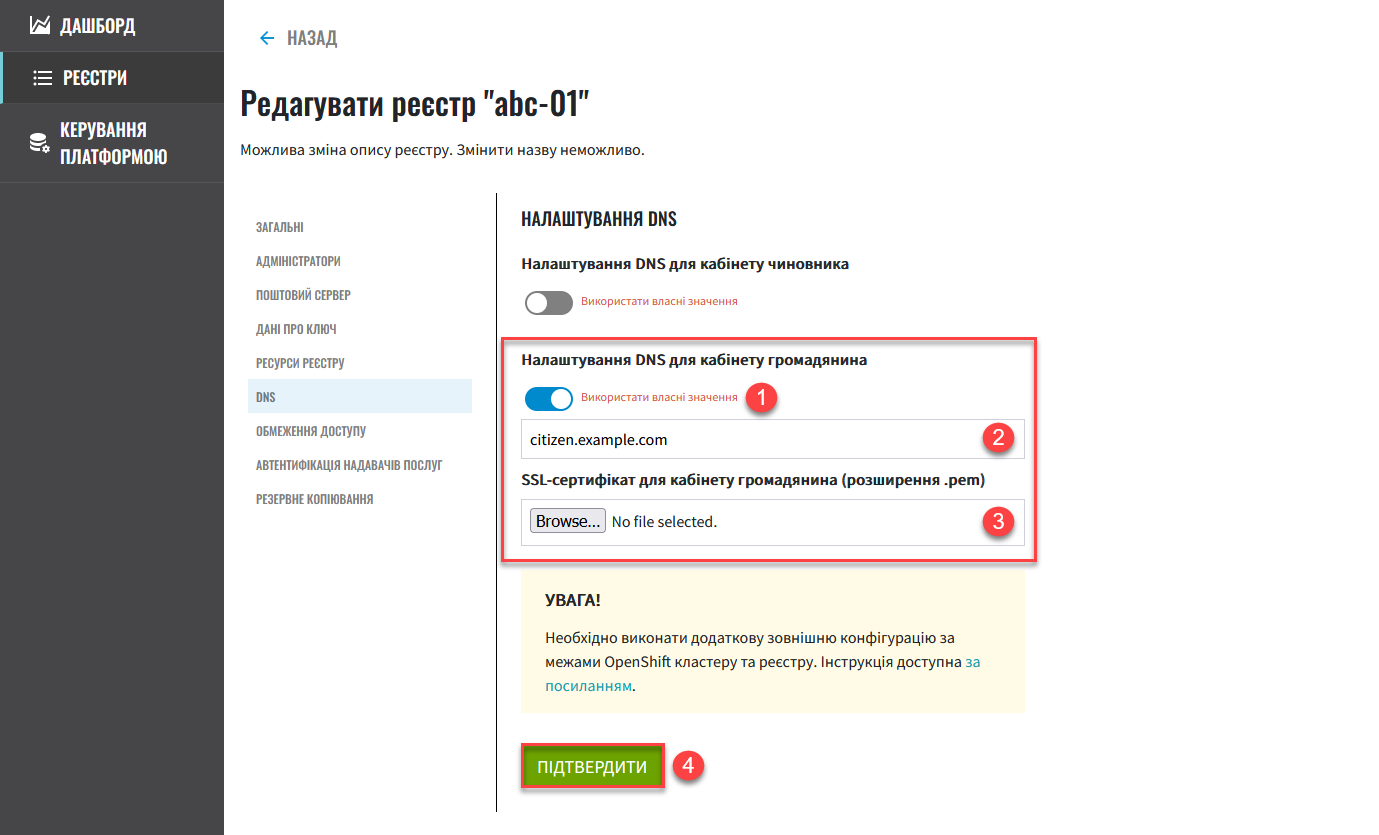 ДАШБОРД
РЕЄСТРИ
КЕРУВАННЯ
ПЛАТФОРМОЮ
НАЗАД
Редагувати реєстр "abc-01"
Можлива зміна опису реєстру. Змінити назву неможливо.
ЗАГАЛЬНІ
АДМІНІСТРАТОРИ
ПОШТОВИЙ СЕРВЕР
ДАНІ ПРО КЛЮЧ
РЕСУРСИ РЕЄСТРУ
DNS
ОБМЕЖЕННЯ ДОСТУПУ
АВТЕНТИФІКАЦІЯ НАДАВАЧІВ ПОСЛУГ
РЕЗЕРВНЕ КОПІЮВАННЯ
НАЛАШТУВАННЯ DNS
Налаштування DNS для кабінету чиновника
Використати власні значення
Налаштування DNS для кабінету громадянина
Використати власні значення 1
citizen.example.com 2
SSL-сертифікат для кабінету громадянина (розширення .pem)
Browse... No file selected. 3
УВАГА!
Необхідно виконати додаткову зовнішню конфігурацію за
межами OpenShift кластеру та реєстру. Інструкція доступна за
посиланням.
ПІДТВЕРДИТИ 4